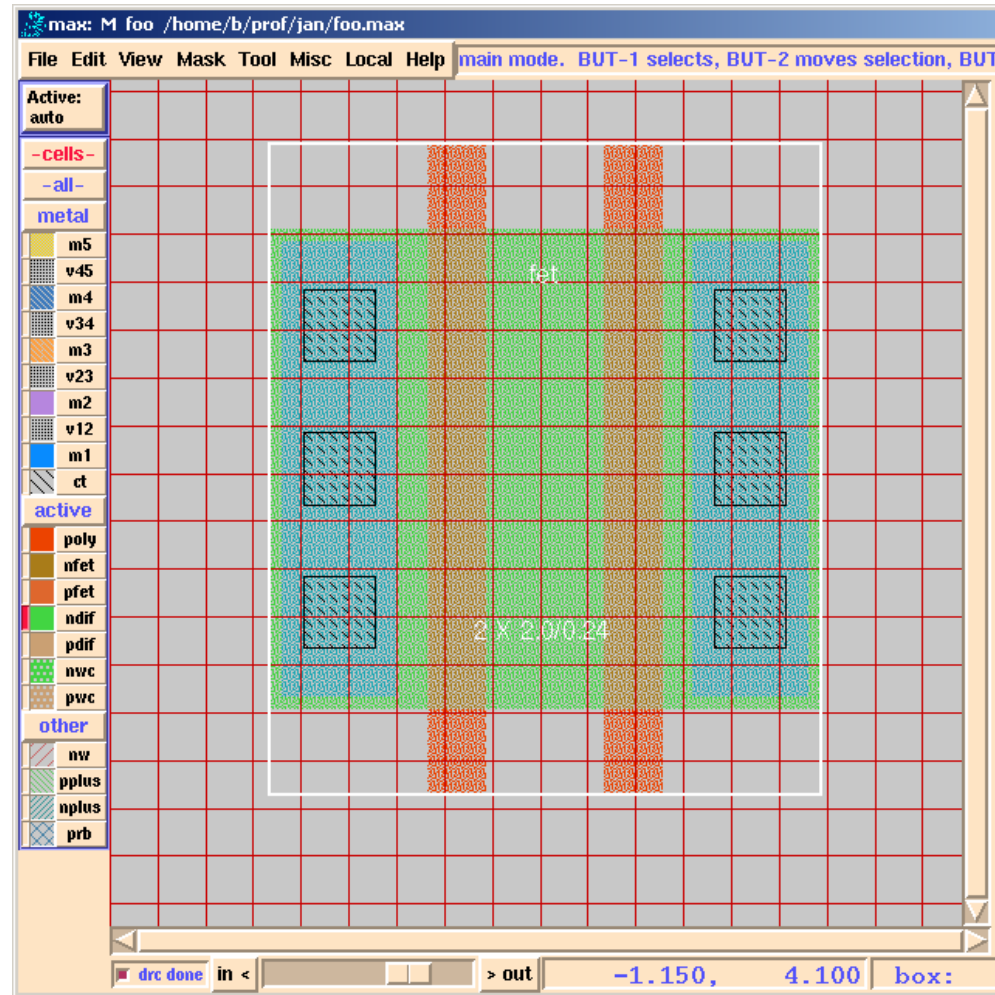 max: M foo /home/b/prof/jan/foo.max
File Edit View Mask Tool Misc Local Help main mode. BUT-1 selects, BUT-2 moves selection, BUT
Active:
auto
-cells-
-all-
metal
m5
v45
m4
v34
m3
v23
m2
v12
m1
ct
active
poly
nfet
pfet
ndif
pdif
nwc
pwc
other
nw
pplus
nplus
prb
fet
2 X 2.0/0.24
drc done in < > out -1.150, 4.100 box: